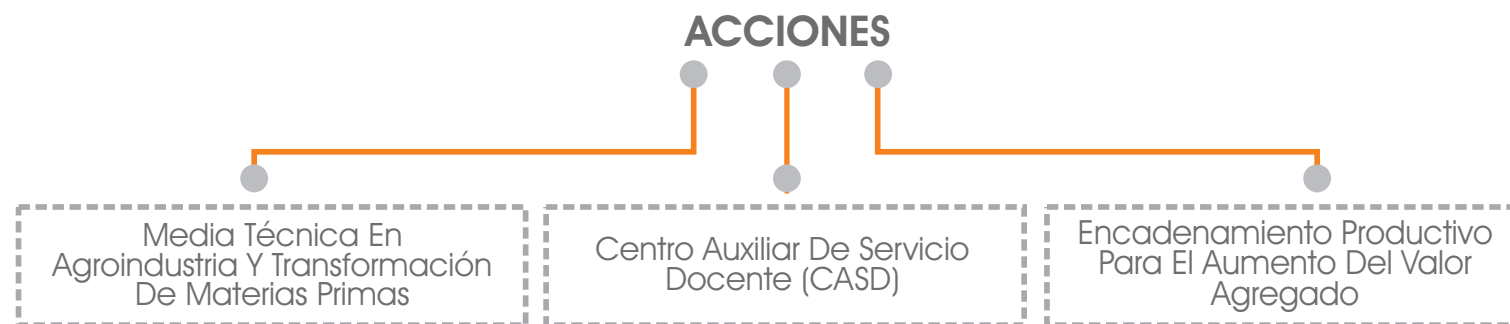 ACCIONES
Media Técnica En
Agroindustria Y Transformación
De Materias Primas
Centro Auxiliar De Servicio
Docente (CASD)
Encadenamiento Productivo
Para El Aumento Del Valor
Agregado